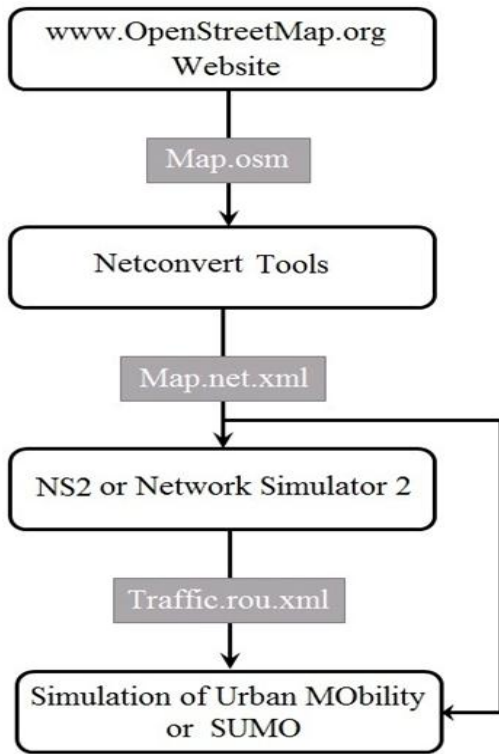 www.OpenStreetMap.org
Website
Map.osm
Netconvert Tools
Map.net.xml
NS2 or Network Simulator 2
Traffic.rou.xml
Simulation of Urban MObility
or SUMO